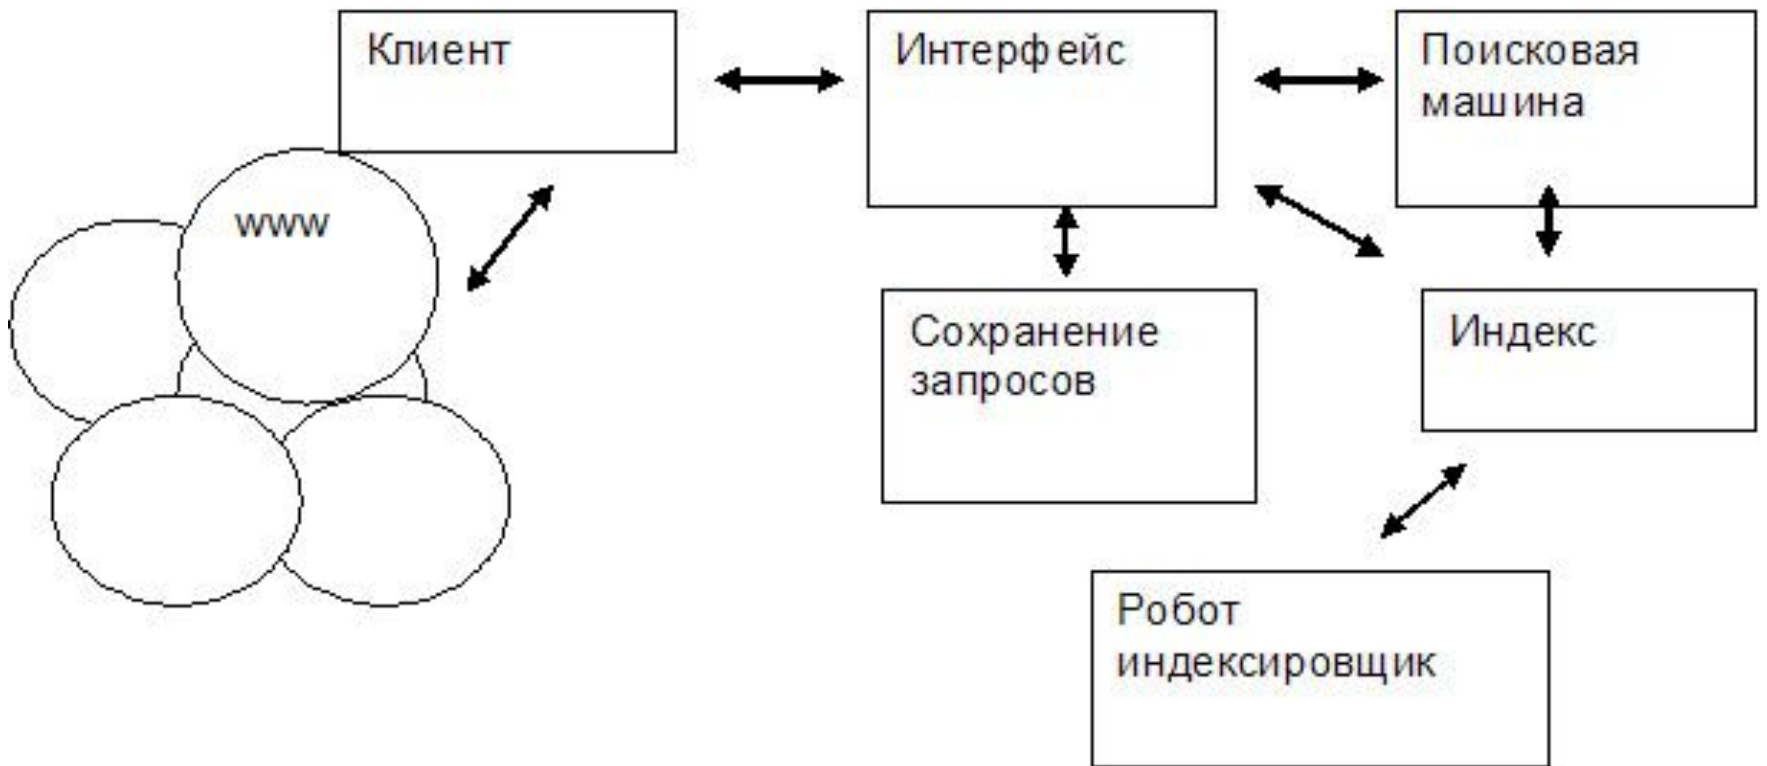 Клиент
Интерфейс
Поисковая
машина
www
Сохранение
запросов
Индекс
Робот
индексировщик